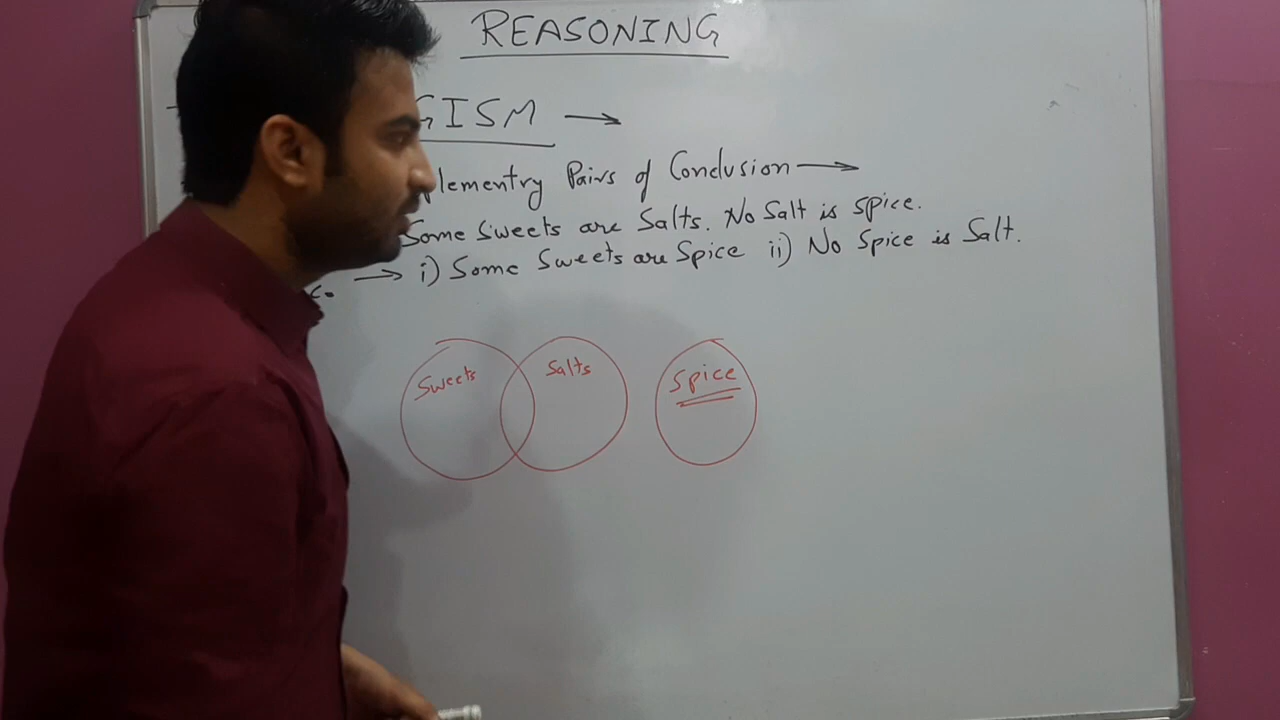 REASONING
GISM →
plementry Pairs of Conclusion →
Some Sweets are Salts. No Salt is spice.
c. → i) Some Sweets are Spice ii) No Spice is Salt.
Sweets Salts Spice